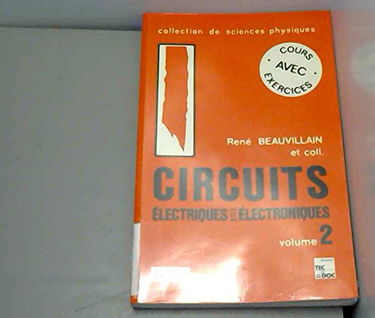 collection de sciences physiques
COURS
AVEC
EXERCICES
René BEAUVILLAIN
et coll.
CIRCUITS
ÉLECTRIQUES ET ÉLECTRONIQUES
volume 2
TEC
& DOC